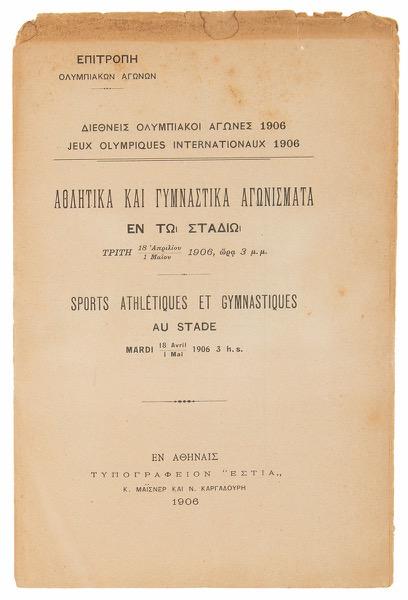 ΕΠΙΤΡΟΠΗ
ΟΛΥΜΠΙΑΚΩΝ ΑΓΩΝΩΝ
ΔΙΕΘΝΕΙΣ ΟΛΥΜΠΙΑΚΟΙ ΑΓΩΝΕΣ 1906
JEUX OLYMPIQUES INTERNATIONAUX 1906
ΑΘΛΗΤΙΚΑ ΚΑΙ ΓΥΜΝΑΣΤΙΚΑ ΑΓΩΝΙΣΜΑΤΑ
ΕΝ ΤΩι ΣΤΑΔΙΩι
ΤΡΙΤΗ 18 Ἀπριλίου / 1 Μαΐου 1906, ὥρᾳ 3 μ.μ.
SPORTS ATHLÉTIQUES ET GYMNASTIQUES
AU STADE
MARDI 18 Avril / 1 Mai 1906 3 h. s.
ΕΝ ΑΘΗΝΑΙΣ
ΤΥΠΟΓΡΑΦΕΙΟΝ "ΕΣΤΙΑ„
Κ. ΜΑΪΣΝΕΡ ΚΑΙ Ν. ΚΑΡΓΑΔΟΥΡΗ
1906